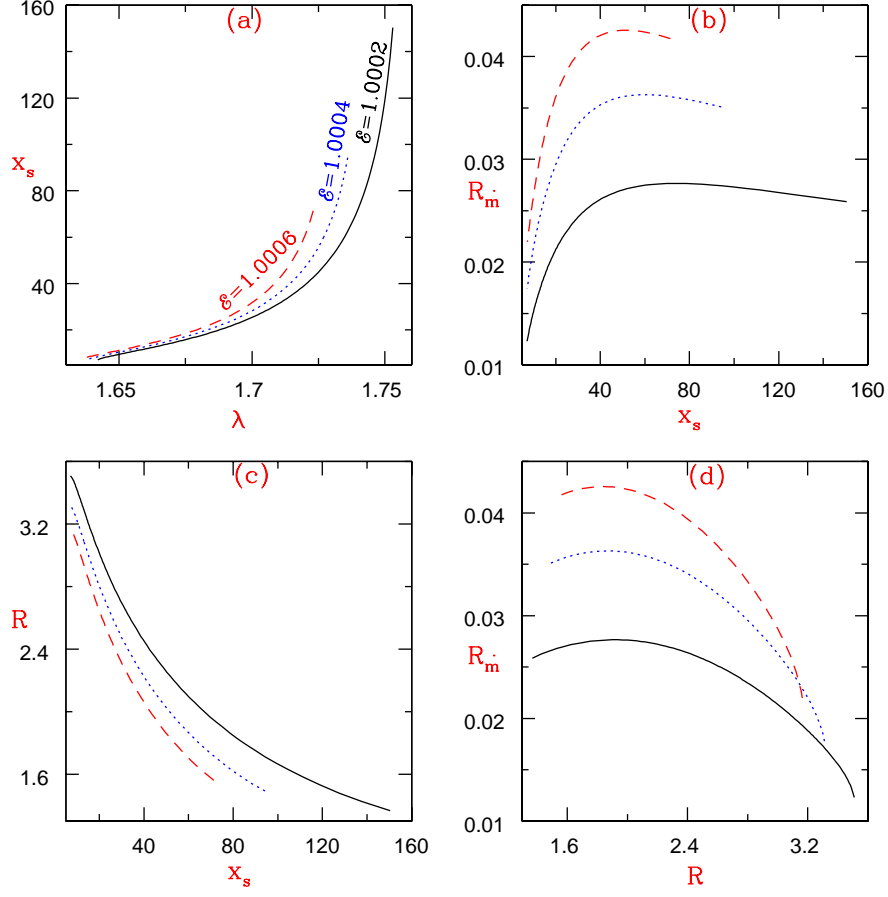 (a)
160
120
80
40
x_s
ℰ=1.0002
ℰ=1.0004
ℰ=1.0006
1.65
1.7
1.75
λ
(b)
0.04
0.03
0.02
0.01
R_ṁ
40
80
120
160
x_s
(c)
3.2
2.4
1.6
R
40
80
120
160
x_s
(d)
0.04
0.03
0.02
0.01
R_ṁ
1.6
2.4
3.2
R